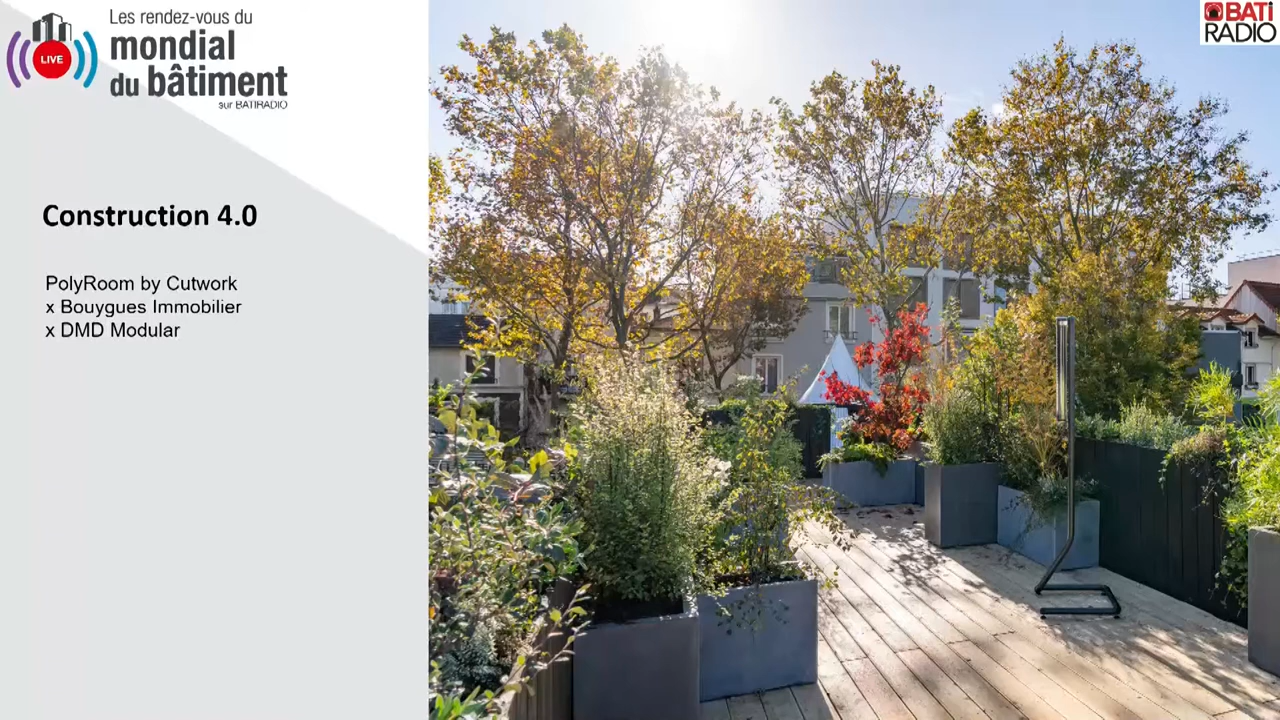 Les rendez-vous du
mondial
du bâtiment
sur BATIRADIO
LIVE
BATi
RADIO
Construction 4.0
PolyRoom by Cutwork
x Bouygues Immobilier
x DMD Modular